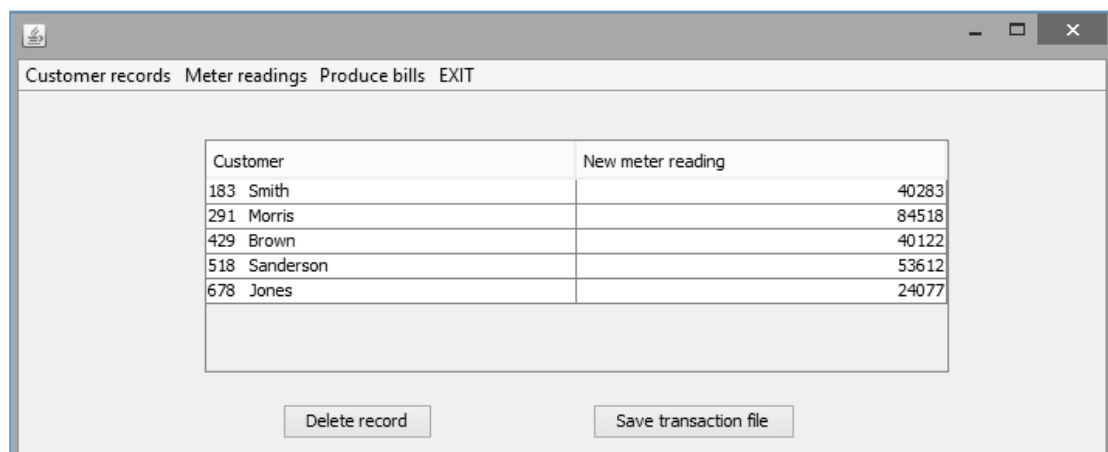 Customer records Meter readings Produce bills EXIT
Customer New meter reading
183 Smith 40283
291 Morris 84518
429 Brown 40122
518 Sanderson 53612
678 Jones 24077
Delete record Save transaction file